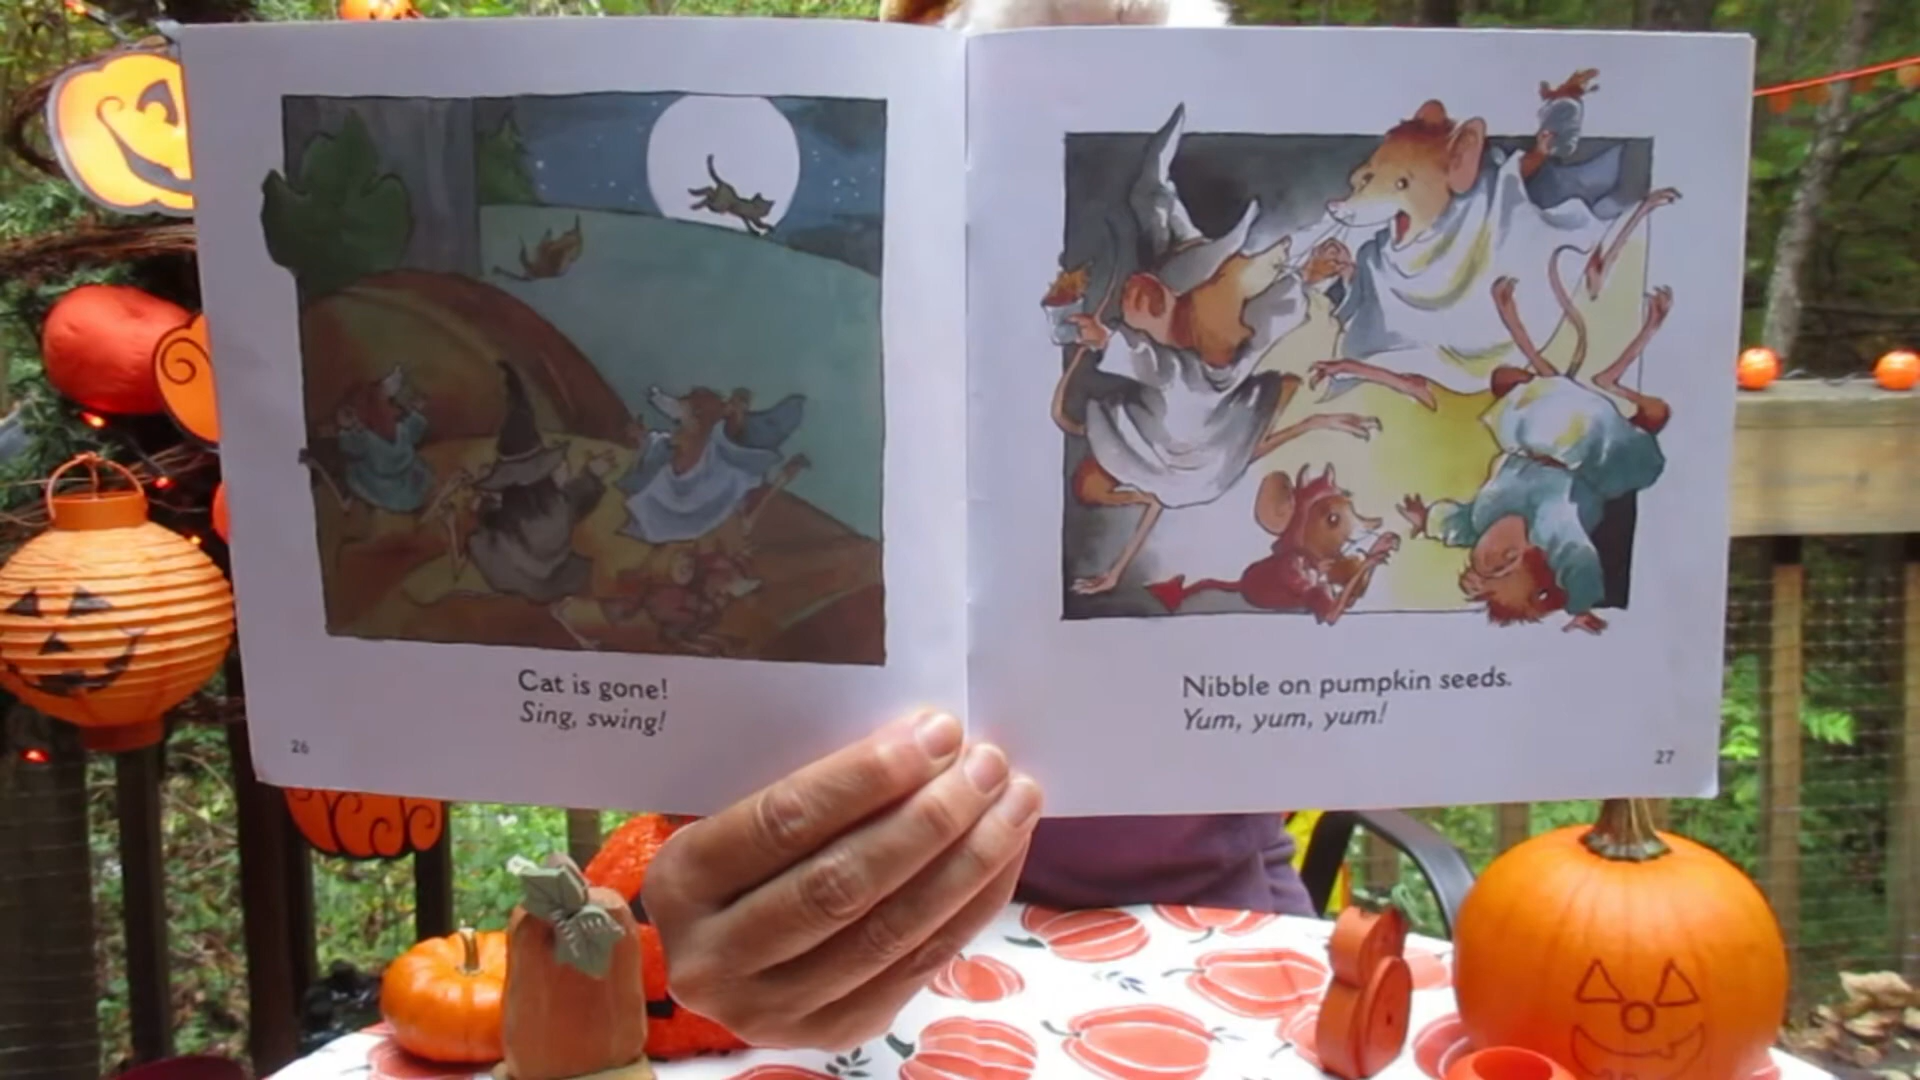 Cat is gone!
Sing, swing!
26
Nibble on pumpkin seeds.
Yum, yum, yum!
27